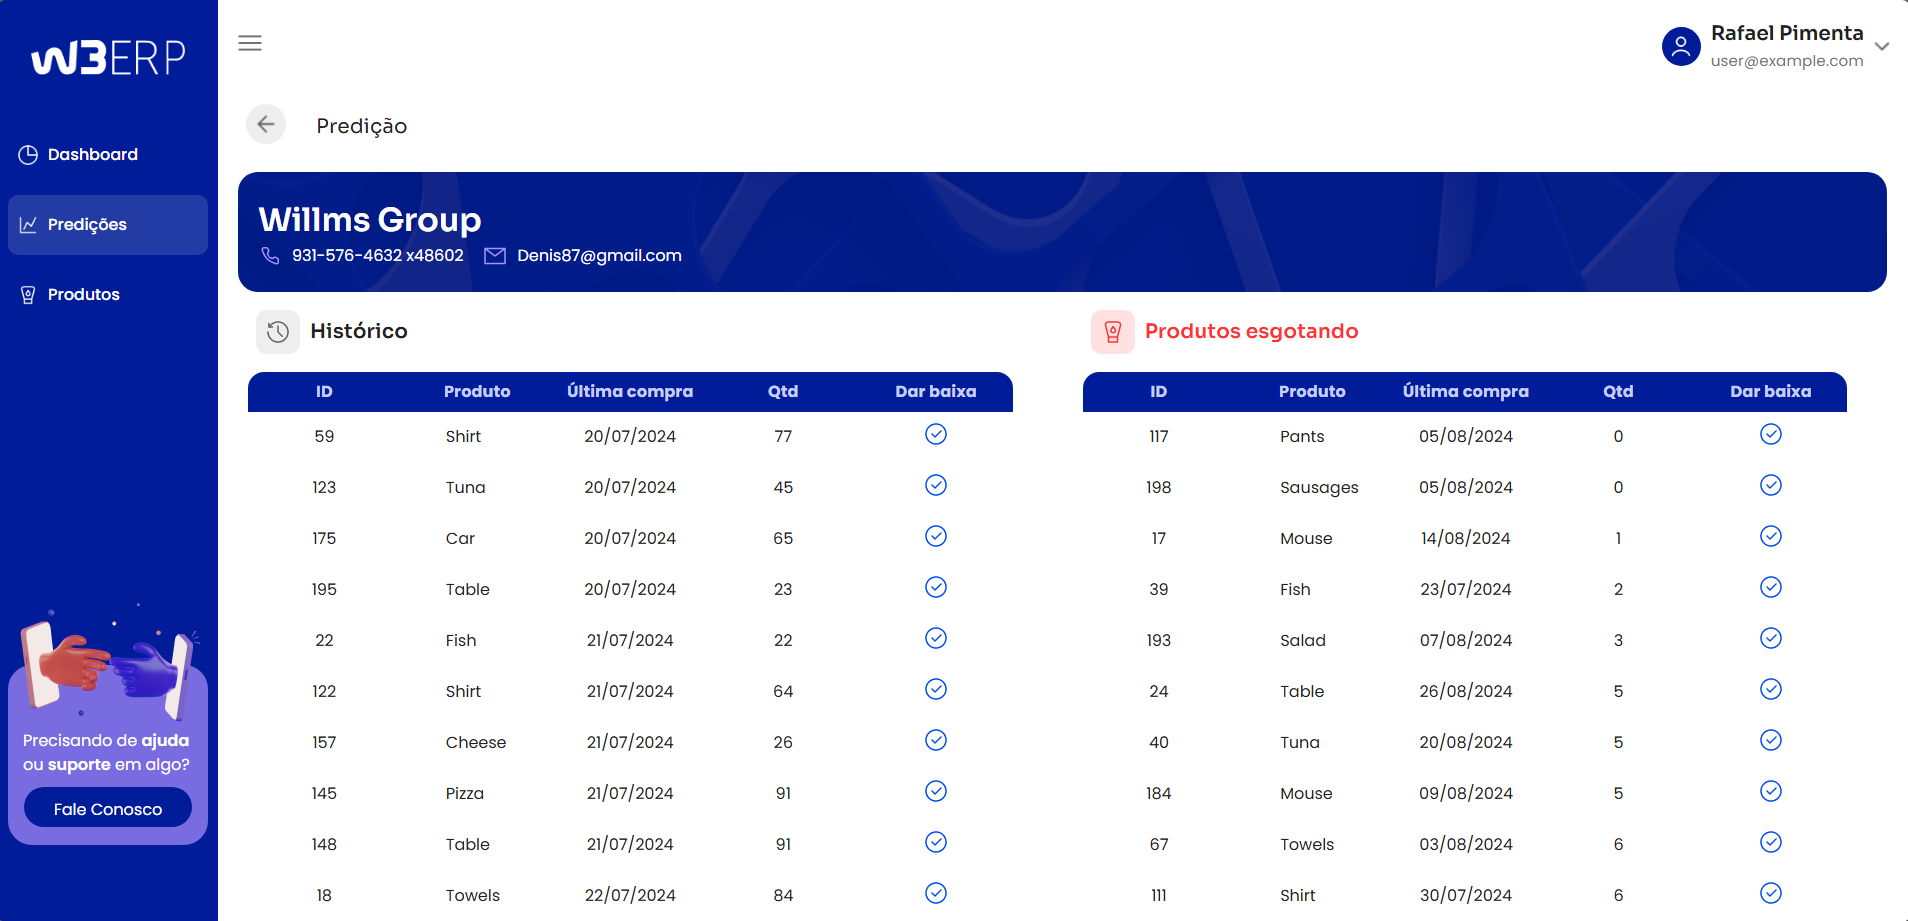 W3ERP
Dashboard
Predições
Produtos
Precisando de ajuda
ou suporte em algo?
Fale Conosco
Rafael Pimenta
user@example.com
Predição
Willms Group
931-576-4632 x48602 Denis87@gmail.com
Histórico
ID Produto Última compra Qtd Dar baixa
59 Shirt 20/07/2024 77
123 Tuna 20/07/2024 45
175 Car 20/07/2024 65
195 Table 20/07/2024 23
22 Fish 21/07/2024 22
122 Shirt 21/07/2024 64
157 Cheese 21/07/2024 26
145 Pizza 21/07/2024 91
148 Table 21/07/2024 91
18 Towels 22/07/2024 84
Produtos esgotando
ID Produto Última compra Qtd Dar baixa
117 Pants 05/08/2024 0
198 Sausages 05/08/2024 0
17 Mouse 14/08/2024 1
39 Fish 23/07/2024 2
193 Salad 07/08/2024 3
24 Table 26/08/2024 5
40 Tuna 20/08/2024 5
184 Mouse 09/08/2024 5
67 Towels 03/08/2024 6
111 Shirt 30/07/2024 6